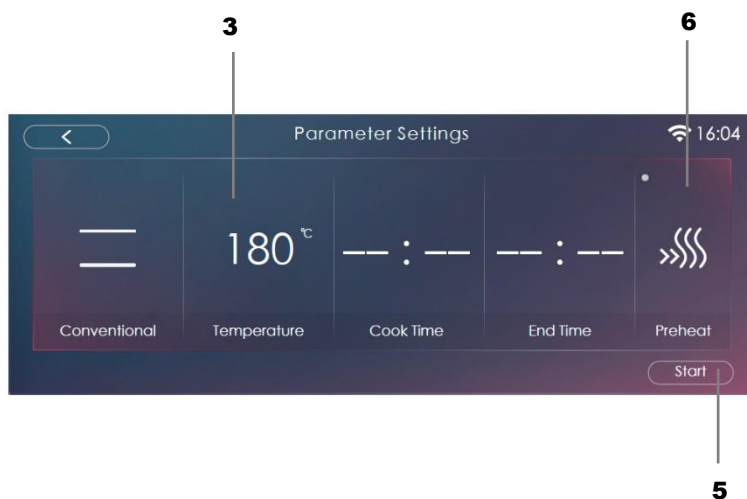 3
6
Parameter Settings
16:04
180 °C
-- : --
-- : --
Conventional
Temperature
Cook Time
End Time
Preheat
Start
5